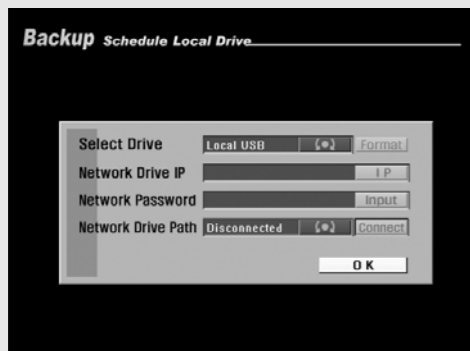 Backup Schedule Local Drive
Select Drive Local USB Format
Network Drive IP IP
Network Password Input
Network Drive Path Disconnected Connect
OK